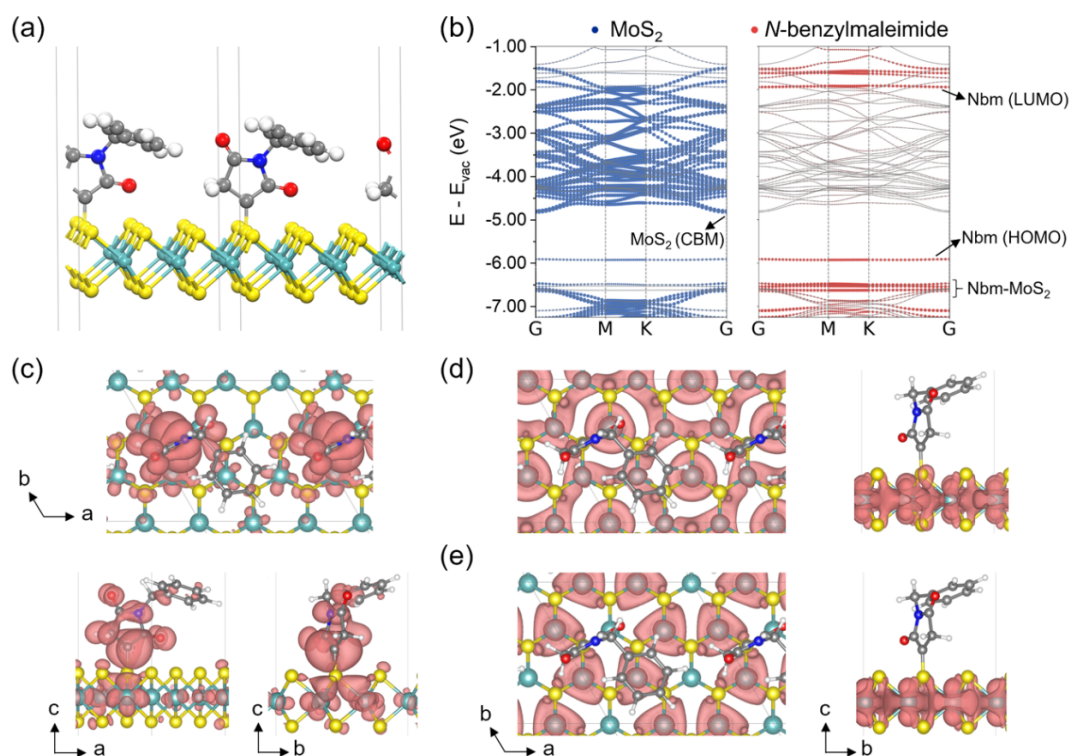 (a)
(b)
MoS₂
N-benzylmaleimide
E - Eᵥₐ꜀ (eV)
-1.00
-2.00
-3.00
-4.00
-5.00
-6.00
-7.00
MoS₂ (CBM)
G M K G
G M K G
Nbm (LUMO)
Nbm (HOMO)
Nbm-MoS₂
(c)
b
a
c
a
c
b
(d)
(e)
b
a
c
b